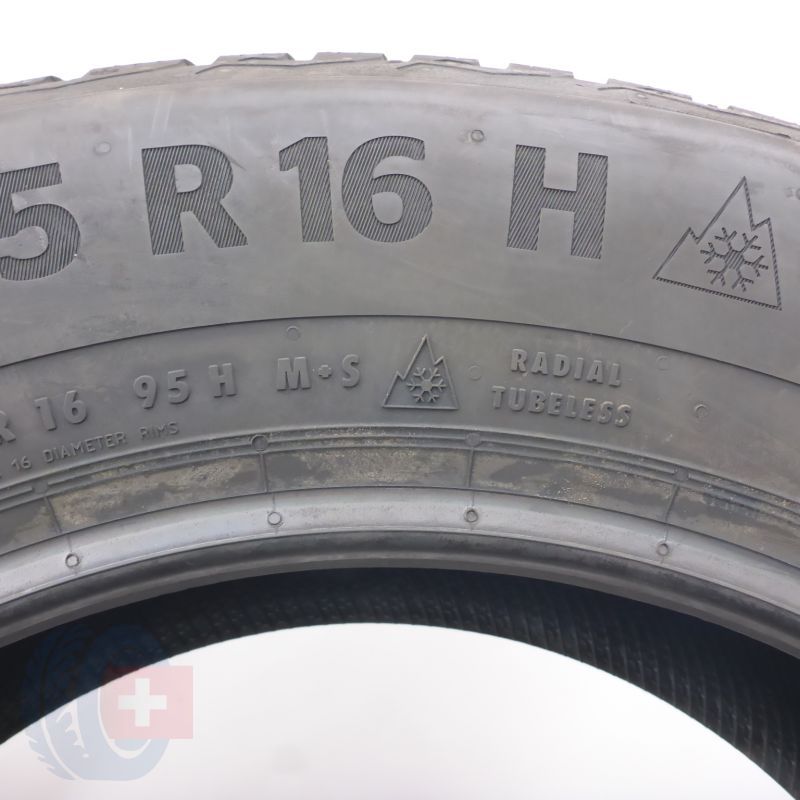 5 R 16 H
R 16 95 H M+S RADIAL
TUBELESS
16 DIAMETER RIMS